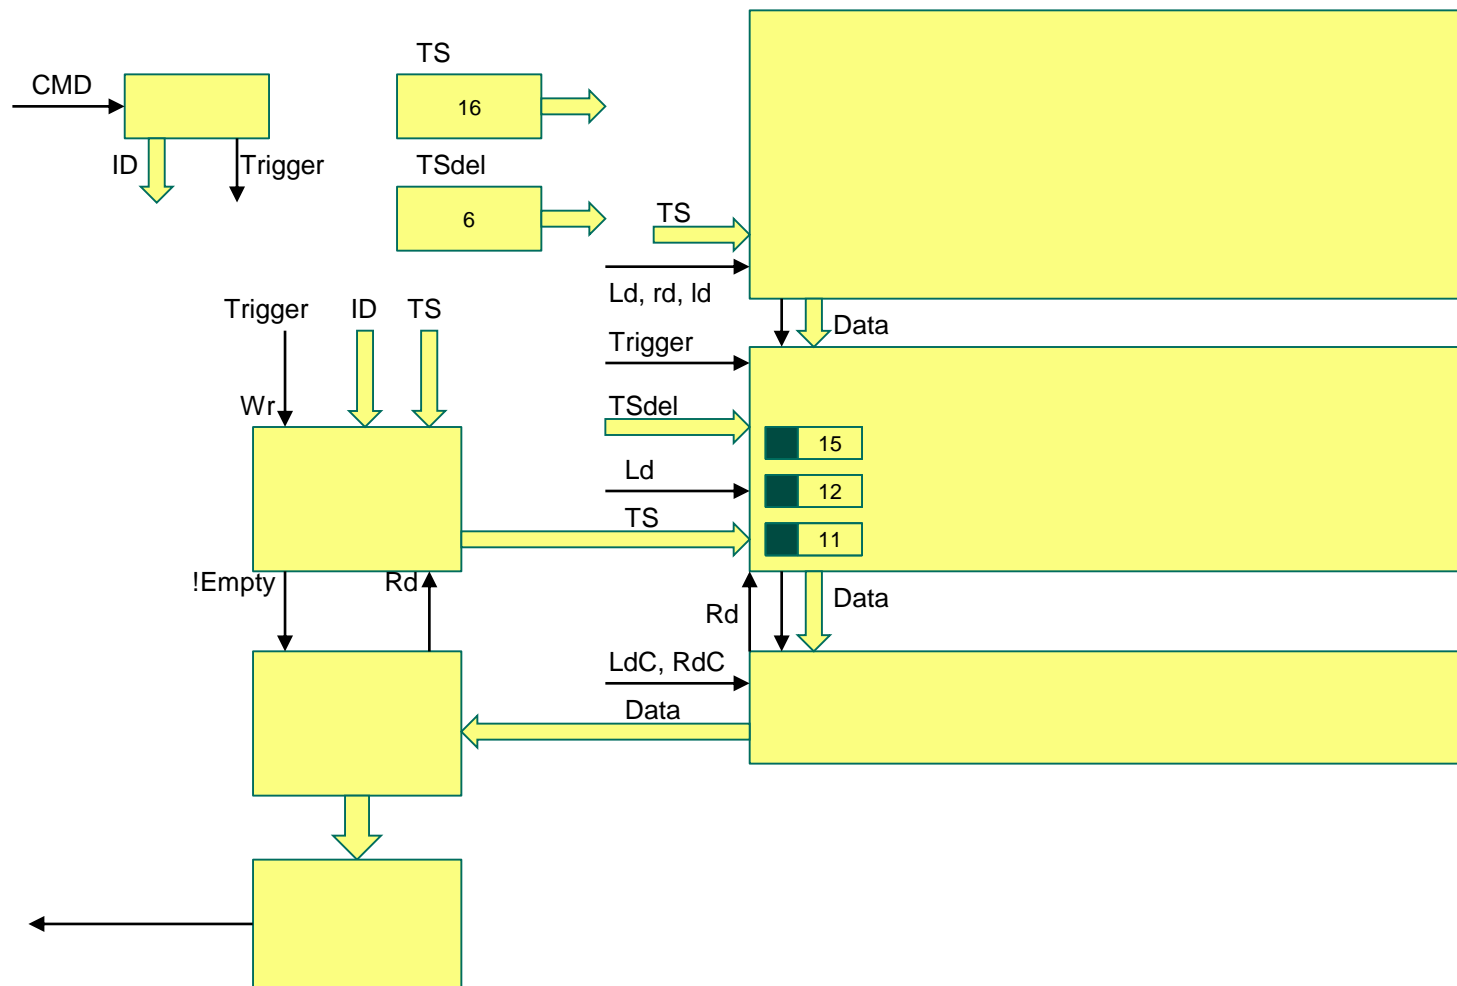 TS
CMD
16
ID
Trigger
TSdel
6
TS
Ld, rd, ld
Trigger
ID
TS
Data
Trigger
Wr
TSdel
15
Ld
12
TS
11
!Empty
Rd
Rd
Data
LdC, RdC
Data